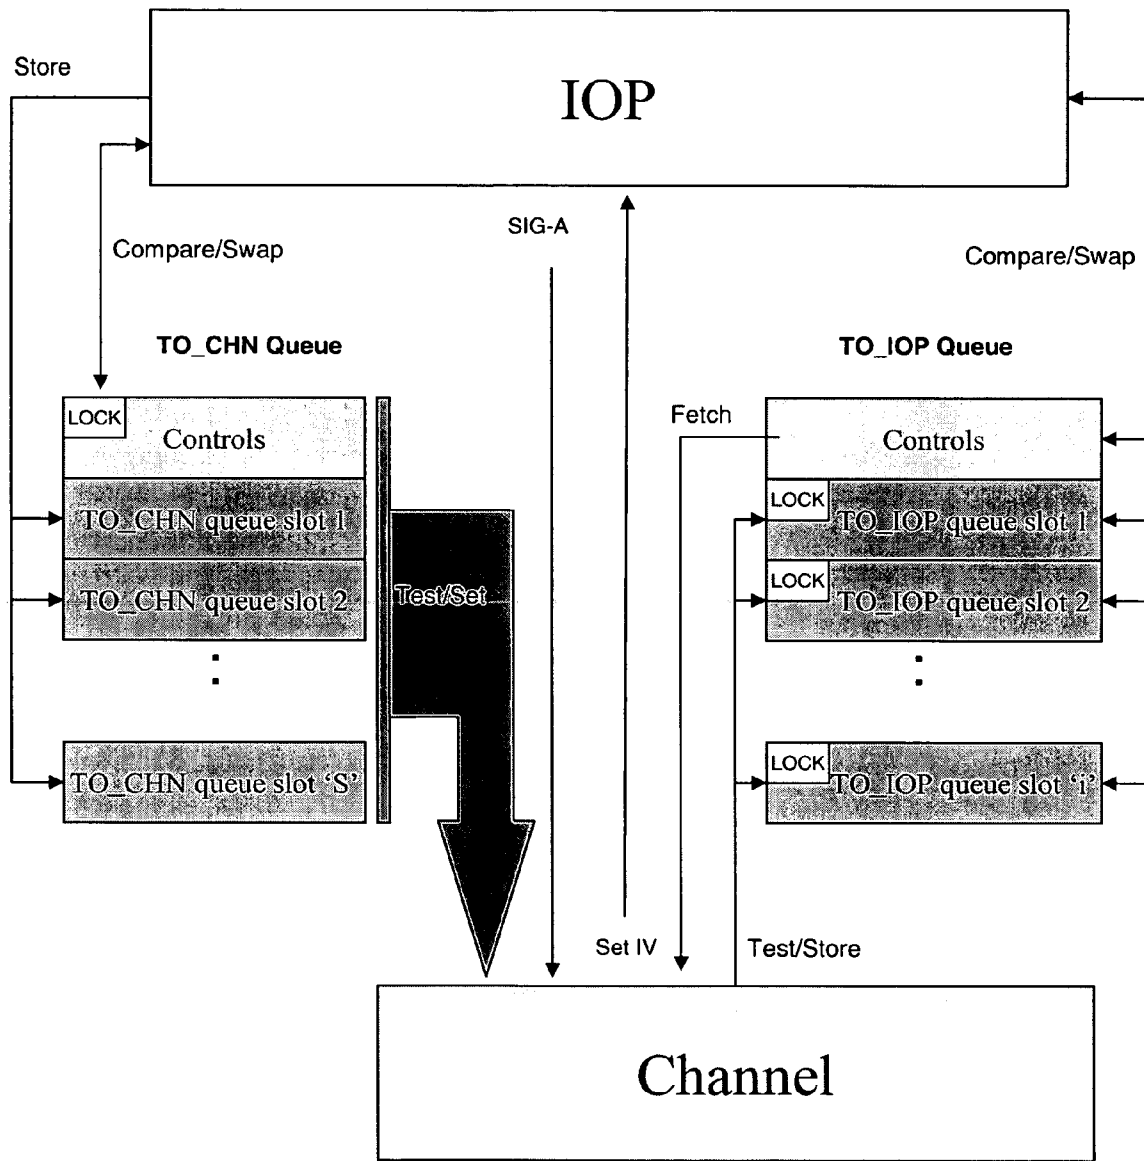 IOP
Store
SIG-A
Compare/Swap
Compare/Swap
TO_CHN Queue
TO_IOP Queue
LOCK
Controls
Fetch
Controls
TO_CHN queue slot 1
LOCK
TO_IOP queue slot 1
TO_CHN queue slot 2
Test/Set
LOCK
TO_IOP queue slot 2
TO_CHN queue slot ‘S’
LOCK
TO_IOP queue slot ‘i’
Set IV
Test/Store
Channel